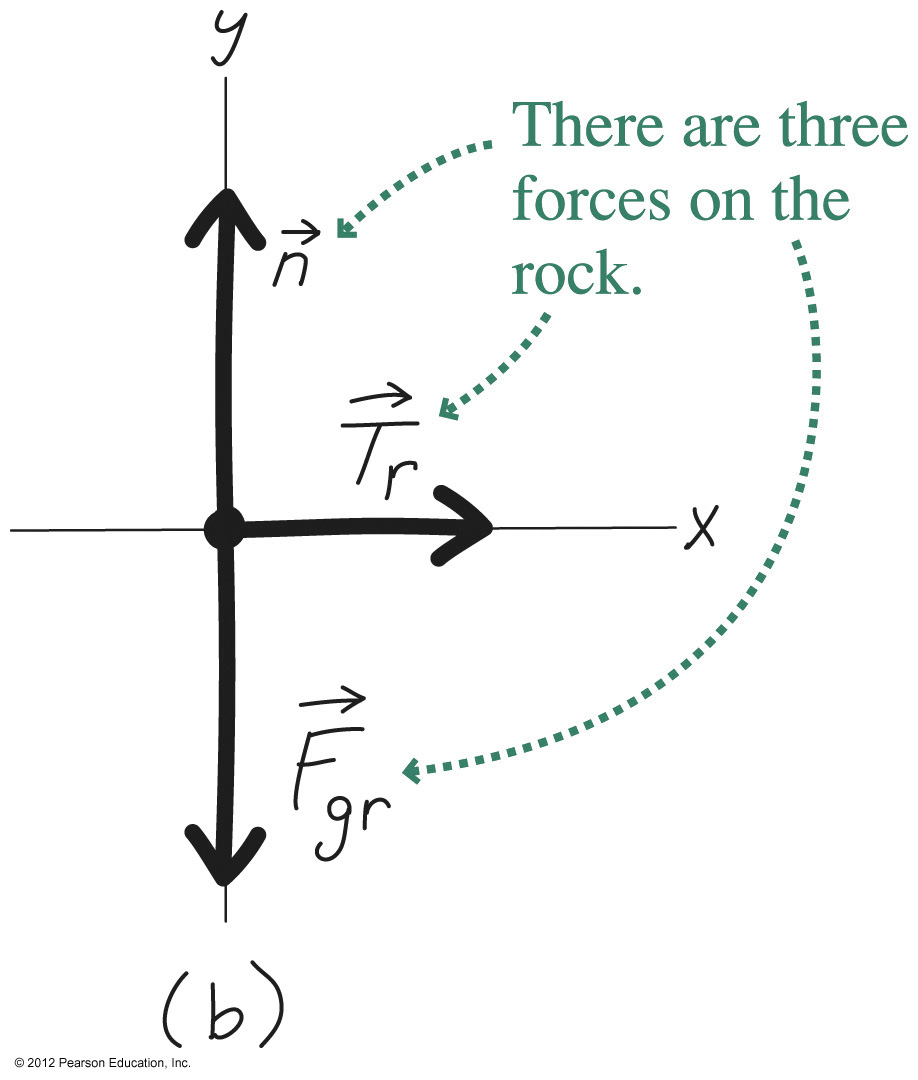 y
There are three
forces on the
rock.
n⃗
T⃗r
x
F⃗gr
(b)
© 2012 Pearson Education, Inc.